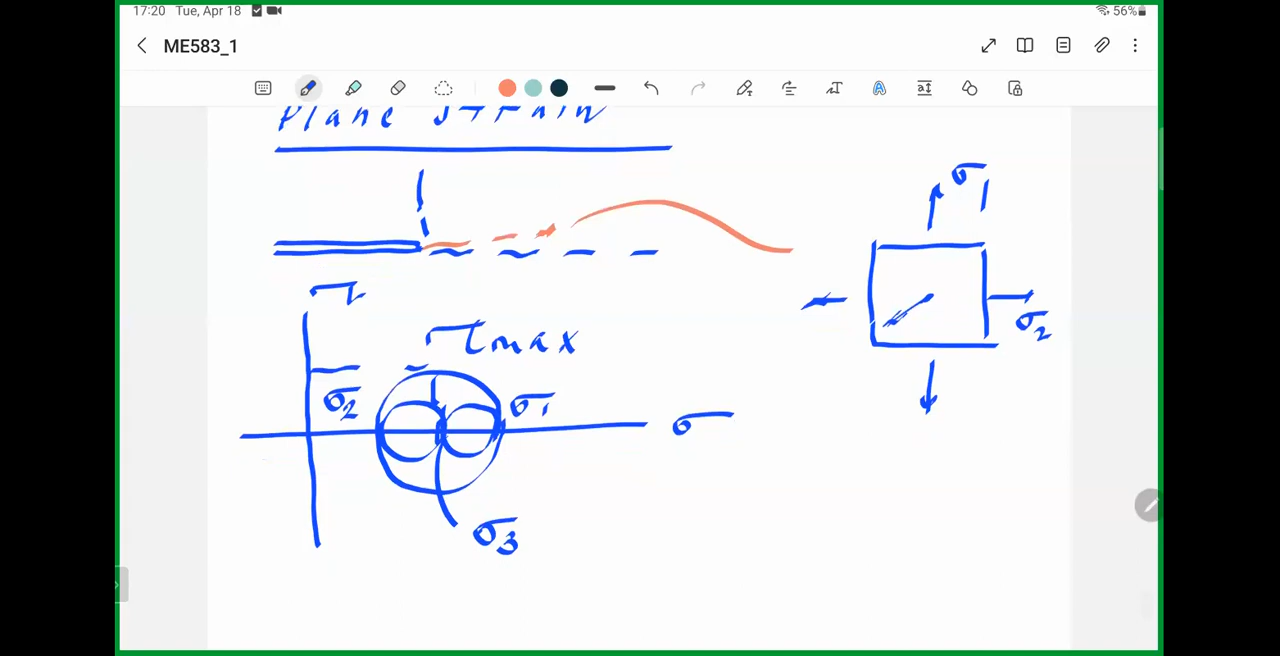 17:20 Tue, Apr 18 56%
ME583_1
Plane Strain
σ1
τ
σ2
τmax
σ2
σ1
σ
σ3